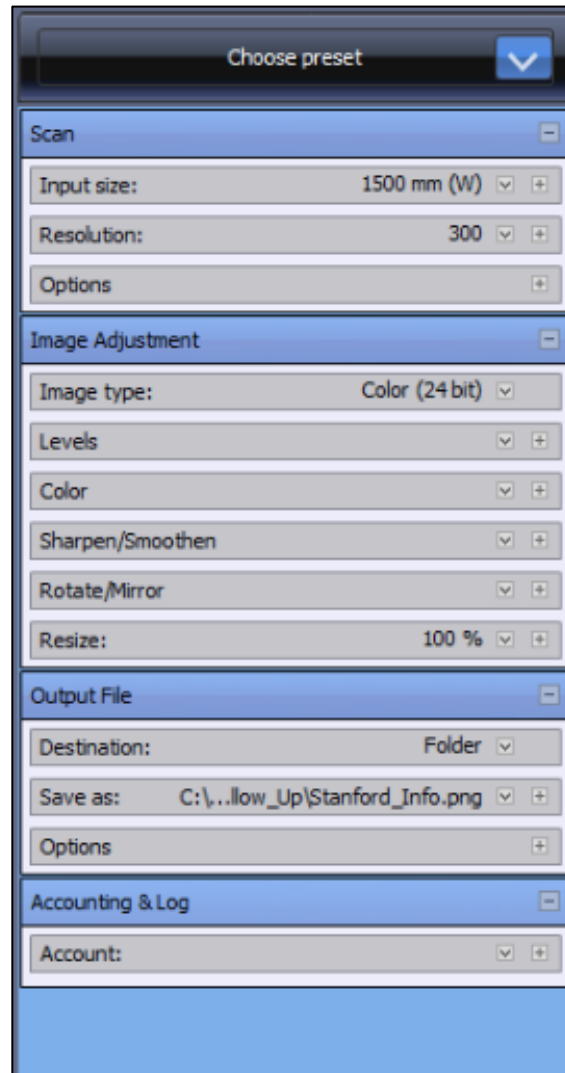 Choose preset
Scan
Input size: 1500 mm (W)
Resolution: 300
Options
Image Adjustment
Image type: Color (24 bit)
Levels
Color
Sharpen/Smoothen
Rotate/Mirror
Resize: 100 %
Output File
Destination: Folder
Save as: C:\...llow_Up\Stanford_Info.png
Options
Accounting & Log
Account: